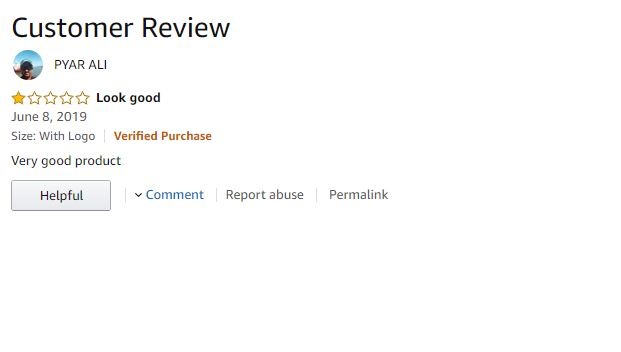 Customer Review
PYAR ALI
Look good
June 8, 2019
Size: With Logo Verified Purchase
Very good product
Helpful Comment Report abuse Permalink